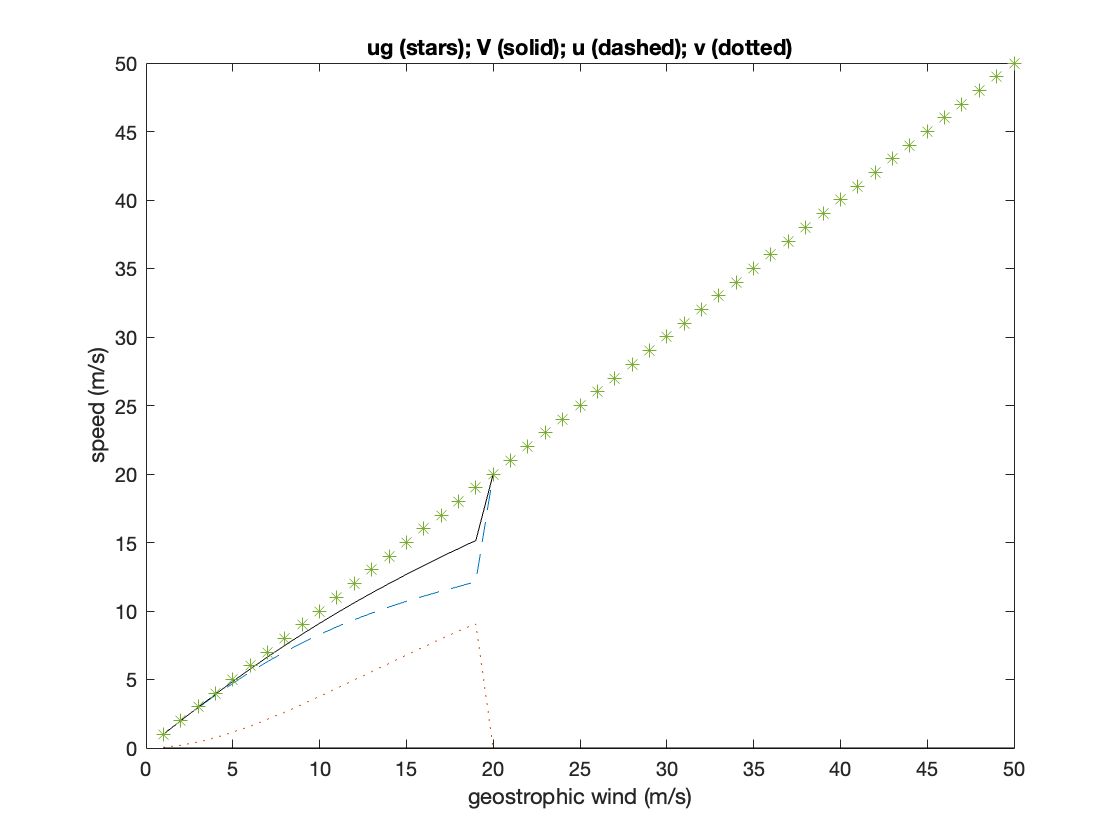 ug (stars); V (solid); u (dashed); v (dotted)
50
45
40
35
30
25
20
15
10
5
0
speed (m/s)
0 5 10 15 20 25 30 35 40 45 50
geostrophic wind (m/s)